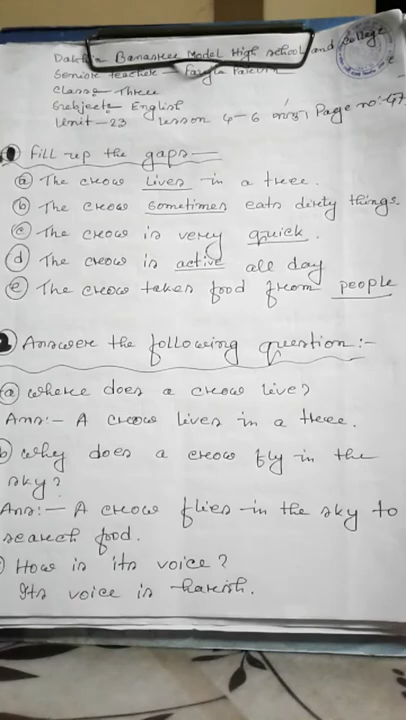 Dakshin Banasree Model High school and College
Senior teacher - Pareen
Class:- Three
Subject:- English
Unit - 23 Lesson 4-6 Page no:-47
Fill up the gaps:-
(a) The crow lives in a tree.
(b) The crow sometimes eats dirty things.
(c) The crow is very quick.
(d) The crow is active all day
(e) The crow takes food from people
2. Answer the following question:-
(a) where does a crow live?
Ans:- A crow lives in a tree.
b) why does a crow fly in the
sky?
Ans:- A crow flies in the sky to
search food.
) How is its voice?
Its voice is harsh.